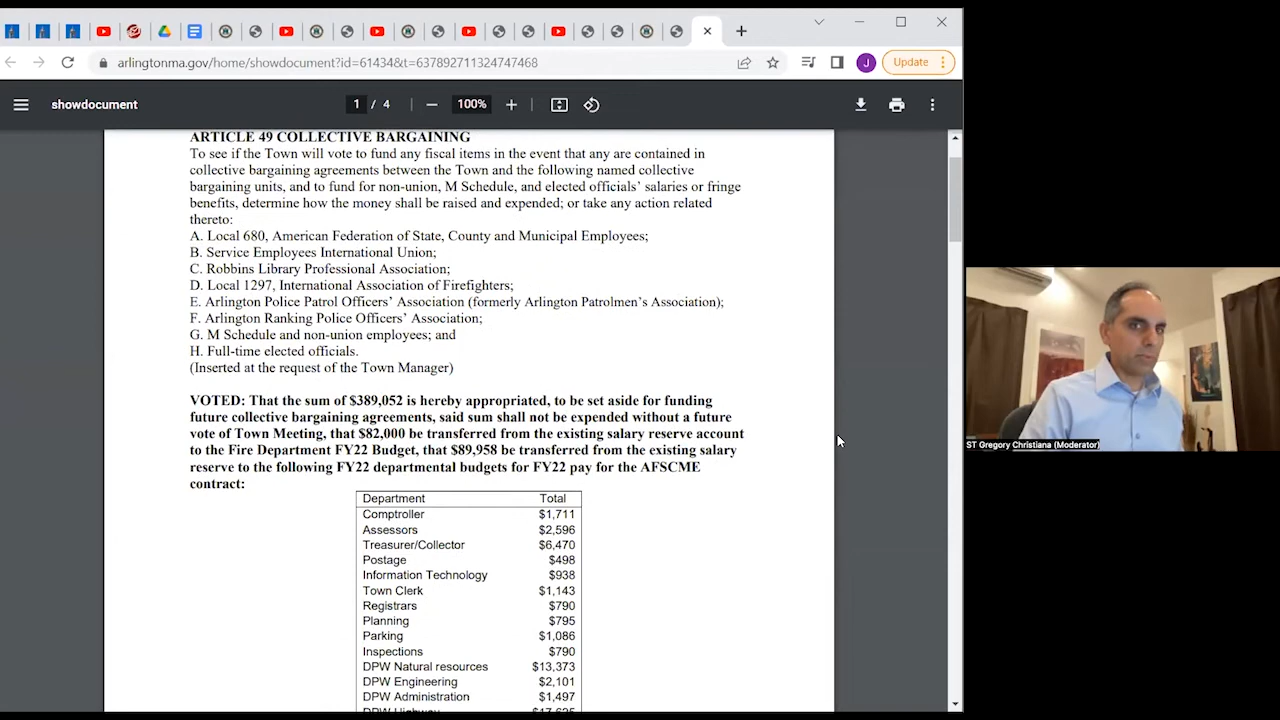 arlingtonma.gov/home/showdocument?id=61434&t=637892711324747468
J
Update
showdocument
1 / 4
100%
ARTICLE 49 COLLECTIVE BARGAINING
To see if the Town will vote to fund any fiscal items in the event that any are contained in
collective bargaining agreements between the Town and the following named collective
bargaining units, and to fund for non-union, M Schedule, and elected officials' salaries or fringe
benefits, determine how the money shall be raised and expended; or take any action related
thereto:
A. Local 680, American Federation of State, County and Municipal Employees;
B. Service Employees International Union;
C. Robbins Library Professional Association;
D. Local 1297, International Association of Firefighters;
E. Arlington Police Patrol Officers' Association (formerly Arlington Patrolmen's Association);
F. Arlington Ranking Police Officers' Association;
G. M Schedule and non-union employees; and
H. Full-time elected officials.
(Inserted at the request of the Town Manager)
VOTED: That the sum of $389,052 is hereby appropriated, to be set aside for funding
future collective bargaining agreements, said sum shall not be expended without a future
vote of Town Meeting, that $82,000 be transferred from the existing salary reserve account
to the Fire Department FY22 Budget, that $89,958 be transferred from the existing salary
reserve to the following FY22 departmental budgets for FY22 pay for the AFSCME
contract:
Department Total
Comptroller $1,711
Assessors $2,596
Treasurer/Collector $6,470
Postage $498
Information Technology $938
Town Clerk $1,143
Registrars $790
Planning $795
Parking $1,086
Inspections $790
DPW Natural resources $13,373
DPW Engineering $2,101
DPW Administration $1,497
DPW Highway $17,635
ST Gregory Christiana (Moderator)